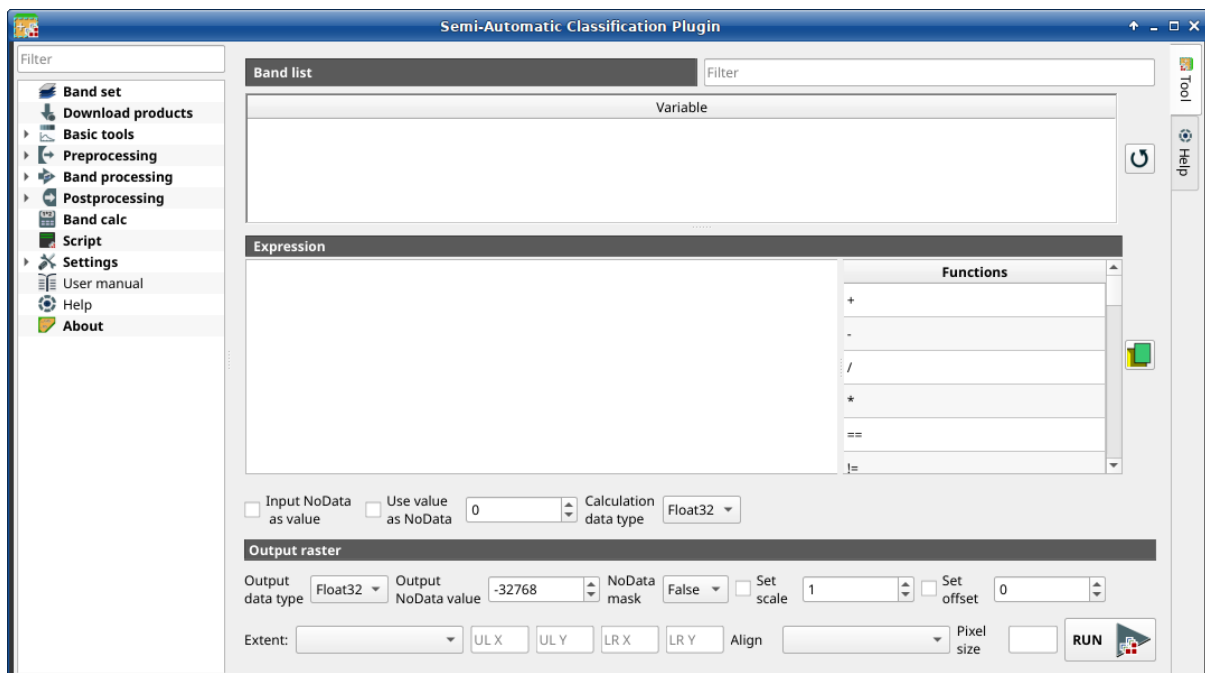 Semi-Automatic Classification Plugin
Filter
Band set
Download products
Basic tools
Preprocessing
Band processing
Postprocessing
Band calc
Script
Settings
User manual
Help
About
Band list
Filter
Variable
Expression
Functions
+
-
/
*
==
!=
Input NoData
as value
Use value
as NoData
0
Calculation
data type
Float32
Output raster
Output
data type
Float32
Output
NoData value
-32768
NoData
mask
False
Set
scale
1
Set
offset
0
Extent:
UL X
UL Y
LR X
LR Y
Align
Pixel
size
RUN
Tool
Help